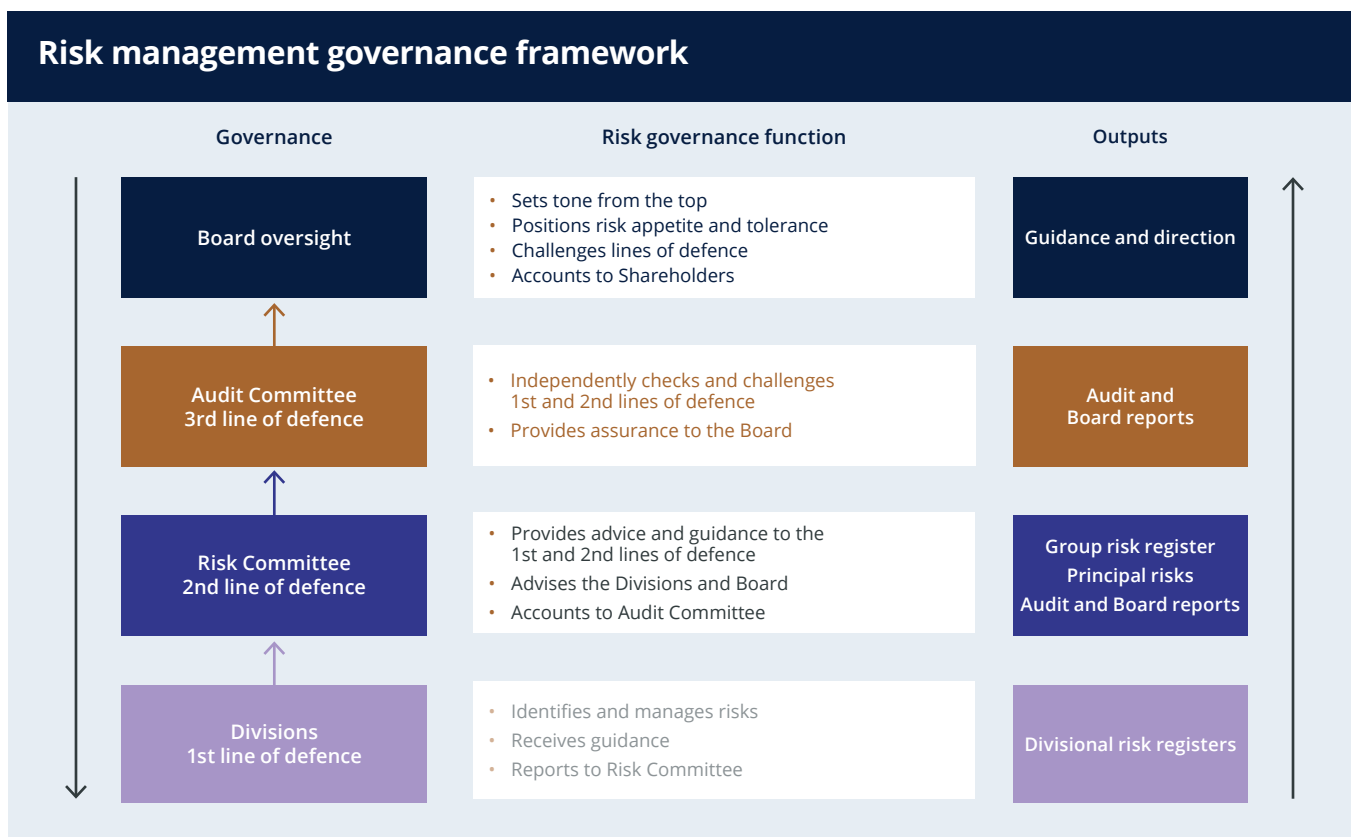 Risk management governance framework
Governance
Risk governance function
Outputs
Board oversight
• Sets tone from the top
• Positions risk appetite and tolerance
• Challenges lines of defence
• Accounts to Shareholders
Guidance and direction
Audit Committee
3rd line of defence
• Independently checks and challenges
1st and 2nd lines of defence
• Provides assurance to the Board
Audit and
Board reports
Risk Committee
2nd line of defence
• Provides advice and guidance to the
1st and 2nd lines of defence
• Advises the Divisions and Board
• Accounts to Audit Committee
Group risk register
Principal risks
Audit and Board reports
Divisions
1st line of defence
• Identifies and manages risks
• Receives guidance
• Reports to Risk Committee
Divisional risk registers